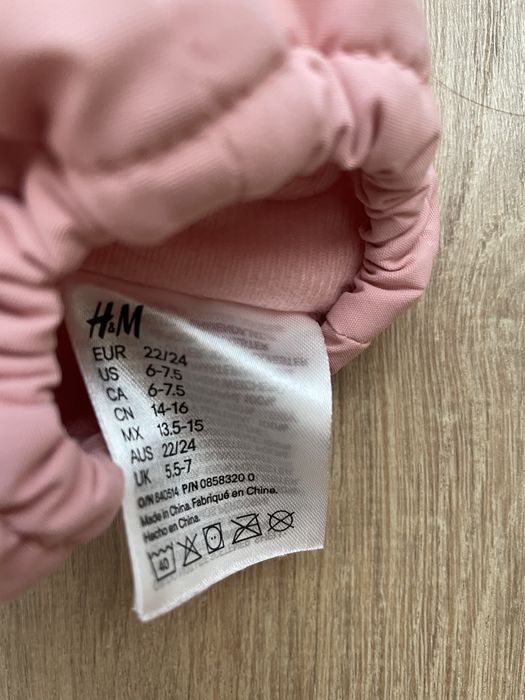 H&M
EUR 22/24
US 6-7.5
CA 6-7.5
CN 14-16
MX 13.5-15
AUS 22/24
UK 5.5-7
O/N 840514 P/N 0858320 0
Made in China. Fabriqué en Chine.
Hecho en China.
40